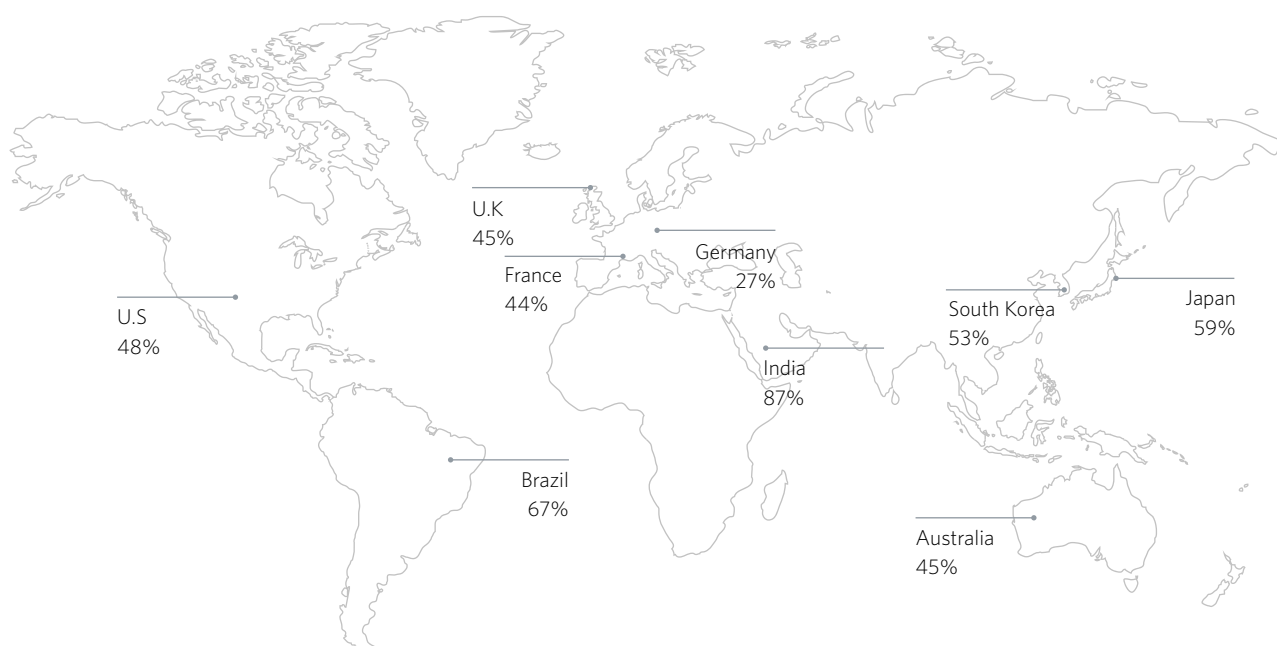 U.K
45%
Germany
27%
France
44%
U.S
48%
South Korea
53%
Japan
59%
India
87%
Brazil
67%
Australia
45%